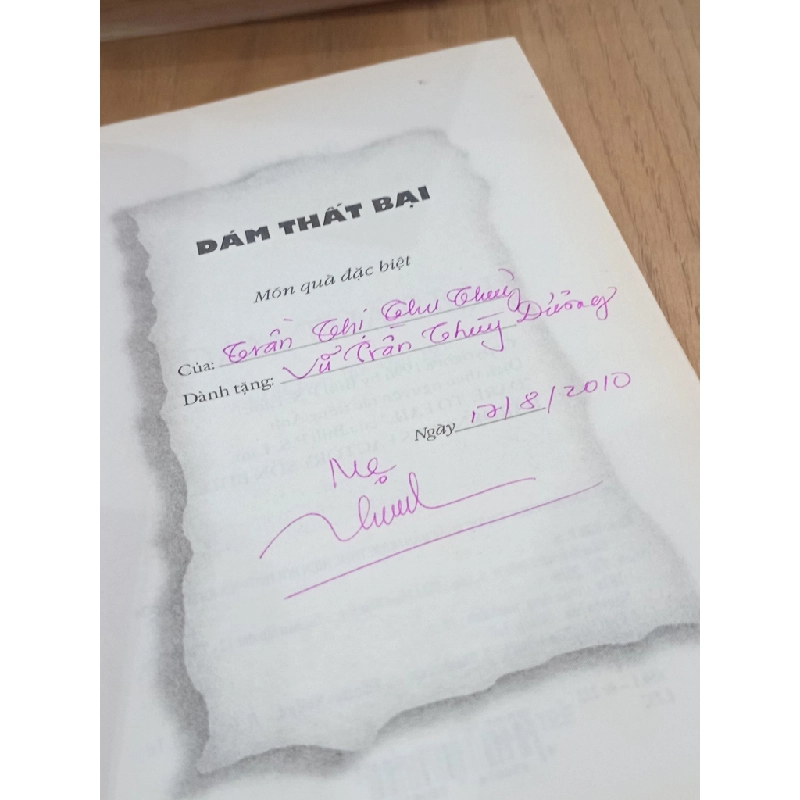 DÁM THẤT BẠI
Món quà đặc biệt
Của: Trần Thị Thu Thuỷ
Dành tặng: Vũ Trần Thùy Dương
Ngày 17/8/2010
Mẹ